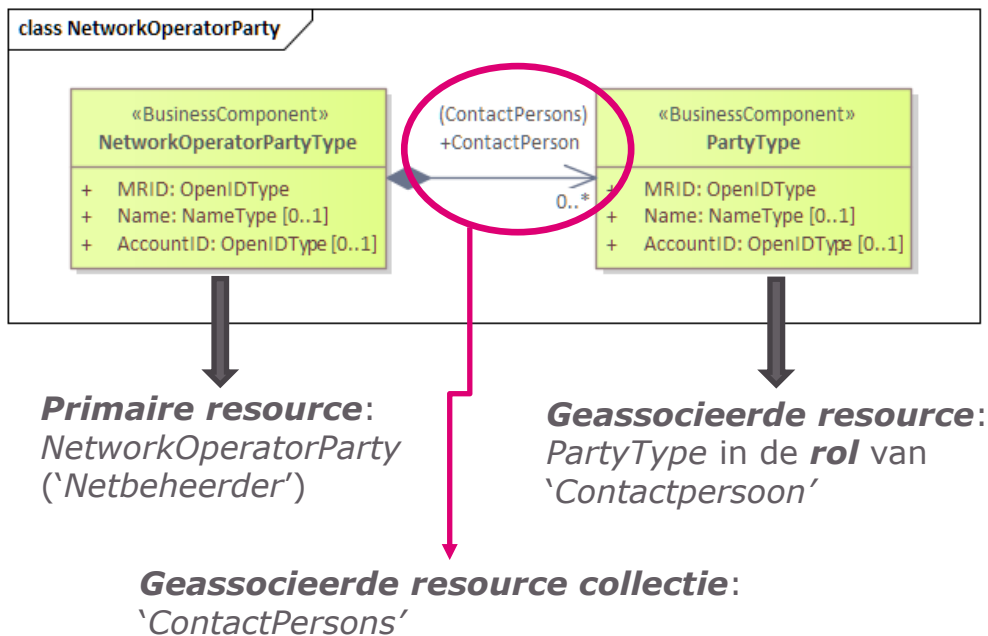 class NetworkOperatorParty
«BusinessComponent»
NetworkOperatorPartyType
+ MRID: OpenIDType
+ Name: NameType [0..1]
+ AccountID: OpenIDType [0..1]
(ContactPersons)
+ContactPerson
0..*
«BusinessComponent»
PartyType
+ MRID: OpenIDType
+ Name: NameType [0..1]
+ AccountID: OpenIDType [0..1]
Primaire resource:
NetworkOperatorParty
(‘Netbeheerder’)
Geassocieerde resource:
PartyType in de rol van
‘Contactpersoon’
Geassocieerde resource collectie:
‘ContactPersons’